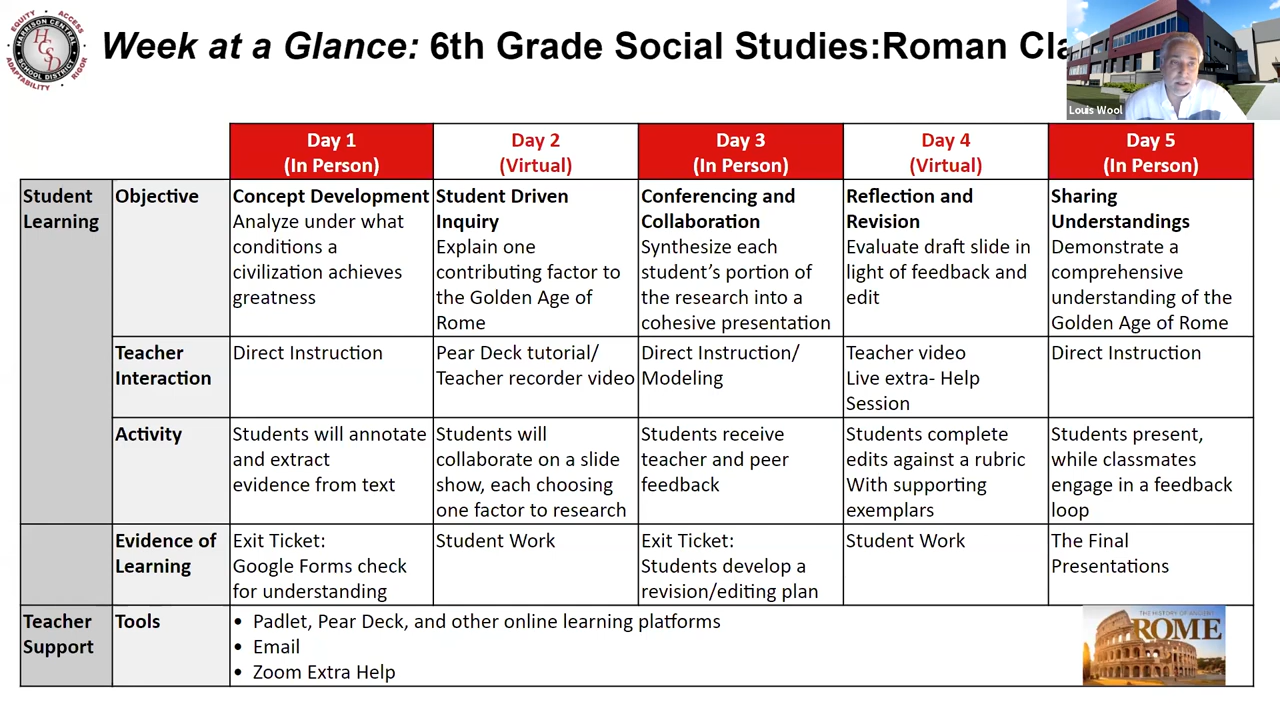 EQUITY ACCESS
HARRISON CENTRAL
HCSD
SCHOOL DISTRICT
ADAPTABILITY RIGOR
Week at a Glance: 6th Grade Social Studies:Roman Cla
Louis Wool
Day 1 Day 2 Day 3 Day 4 Day 5
(In Person) (Virtual) (In Person) (Virtual) (In Person)
Student
Learning
Objective
Concept Development
Analyze under what
conditions a
civilization achieves
greatness
Student Driven
Inquiry
Explain one
contributing factor to
the Golden Age of
Rome
Conferencing and
Collaboration
Synthesize each
student’s portion of
the research into a
cohesive presentation
Reflection and
Revision
Evaluate draft slide in
light of feedback and
edit
Sharing
Understandings
Demonstrate a
comprehensive
understanding of the
Golden Age of Rome
Teacher
Interaction
Direct Instruction
Pear Deck tutorial/
Teacher recorder video
Direct Instruction/
Modeling
Teacher video
Live extra- Help
Session
Direct Instruction
Activity
Students will annotate
and extract
evidence from text
Students will
collaborate on a slide
show, each choosing
one factor to research
Students receive
teacher and peer
feedback
Students complete
edits against a rubric
With supporting
exemplars
Students present,
while classmates
engage in a feedback
loop
Evidence of
Learning
Exit Ticket:
Google Forms check
for understanding
Student Work
Exit Ticket:
Students develop a
revision/editing plan
Student Work
The Final
Presentations
Teacher
Support
Tools
• Padlet, Pear Deck, and other online learning platforms
• Email
• Zoom Extra Help
THE HISTORY OF ANCIENT
ROME